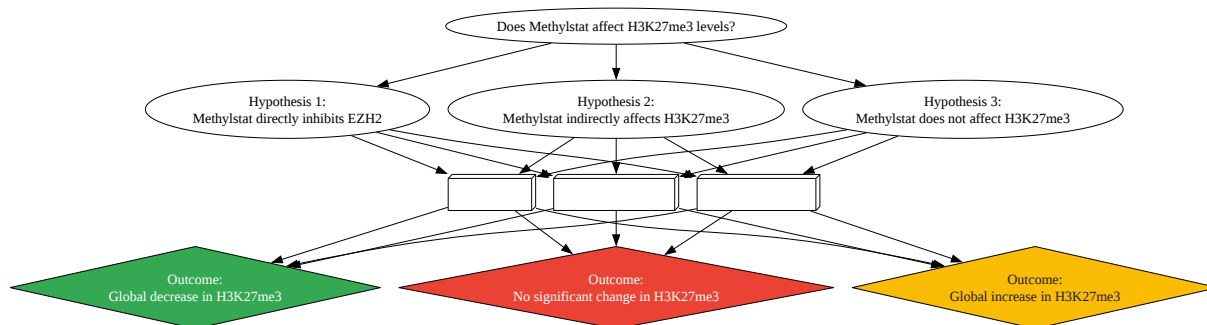 Does Methylstat affect H3K27me3 levels?
Hypothesis 1:
Methylstat directly inhibits EZH2
Hypothesis 2:
Methylstat indirectly affects H3K27me3
Hypothesis 3:
Methylstat does not affect H3K27me3
Outcome:
Global decrease in H3K27me3
Outcome:
No significant change in H3K27me3
Outcome:
Global increase in H3K27me3